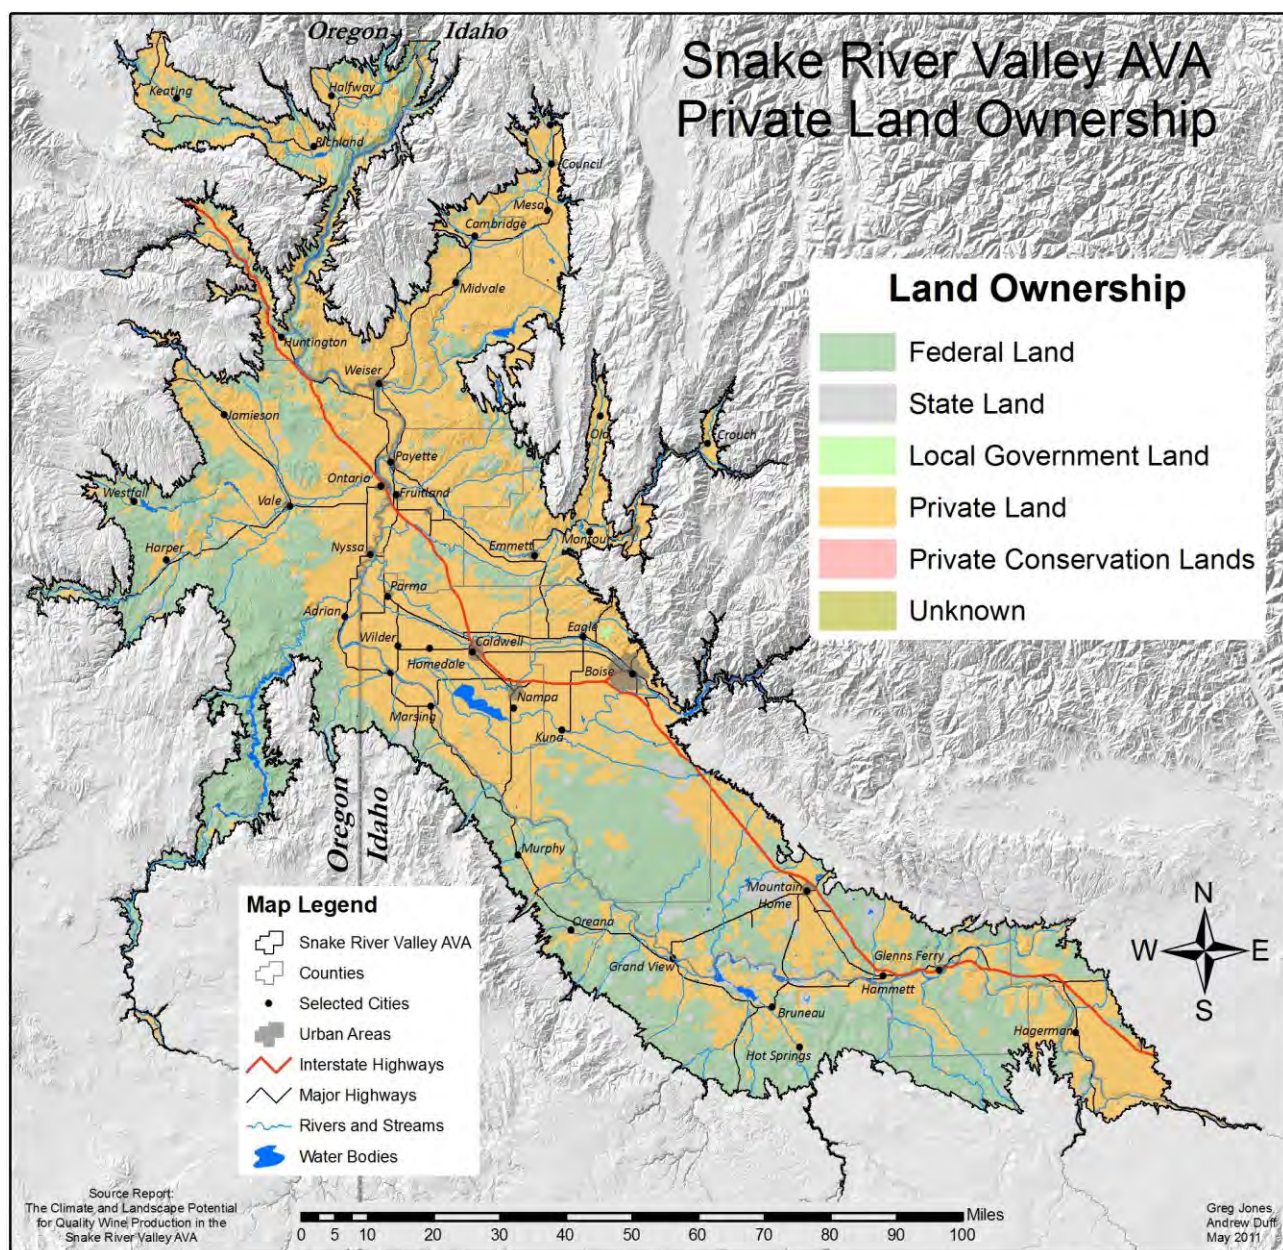 Oregon
Idaho
Snake River Valley AVA
Private Land Ownership
Keating
Halfway
Richland
Council
Mesa
Cambridge
Midvale
Huntington
Weiser
Jamieson
Ola
Crouch
Payette
Ontario
Fruitland
Westfall
Vale
Harper
Nyssa
Emmett
Montour
Parma
Adrian
Wilder
Homedale
Caldwell
Eagle
Boise
Marsing
Nampa
Kuna
Oregon
Idaho
Murphy
Mountain
Home
Oreana
Grand View
Glenns Ferry
Hammett
Bruneau
Hot Springs
Hagerman
Land Ownership
Federal Land
State Land
Local Government Land
Private Land
Private Conservation Lands
Unknown
Map Legend
Snake River Valley AVA
Counties
Selected Cities
Urban Areas
Interstate Highways
Major Highways
Rivers and Streams
Water Bodies
N
W E
S
Source Report:
The Climate and Landscape Potential
for Quality Wine Production in the
Snake River Valley AVA
Miles
0 5 10 20 30 40 50 60 70 80 90 100
Greg Jones
Andrew Duff
May 2011